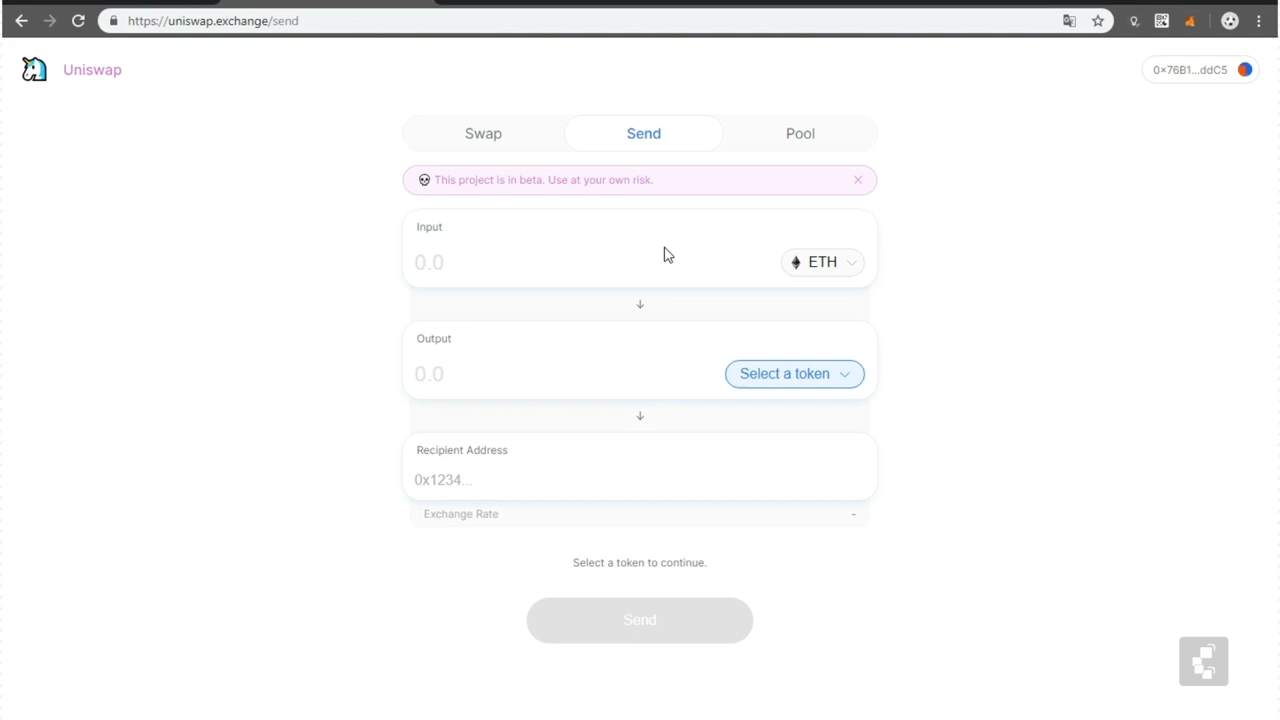 https://uniswap.exchange/send
Uniswap
0×76B1...ddC5
Swap
Send
Pool
This project is in beta. Use at your own risk.
Input
0.0
ETH
Output
0.0
Select a token
Recipient Address
0x1234...
Exchange Rate
-
Select a token to continue.
Send